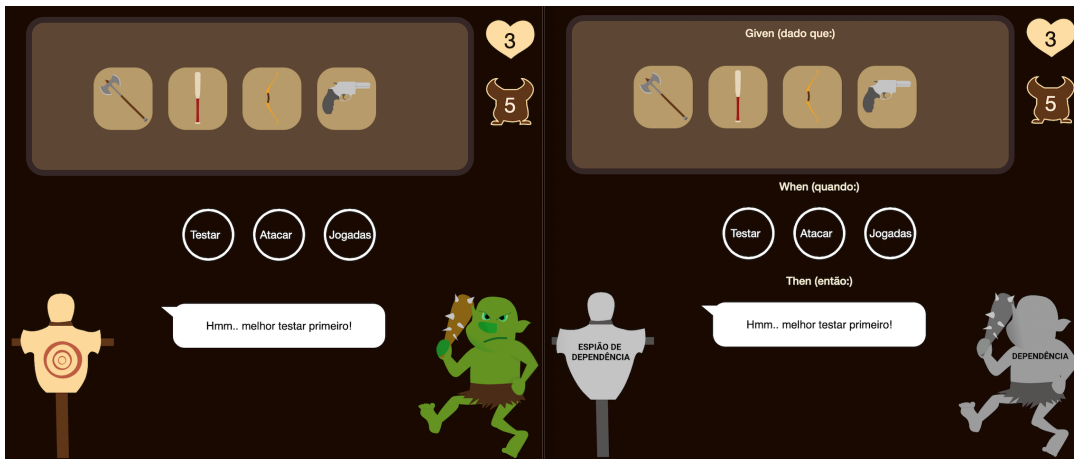 3
5
Testar
Atacar
Jogadas
Hmm.. melhor testar primeiro!
Given (dado que:)
3
5
When (quando:)
Testar
Atacar
Jogadas
Then (então:)
Hmm.. melhor testar primeiro!
ESPIÃO DE
DEPENDÊNCIA
DEPENDÊNCIA